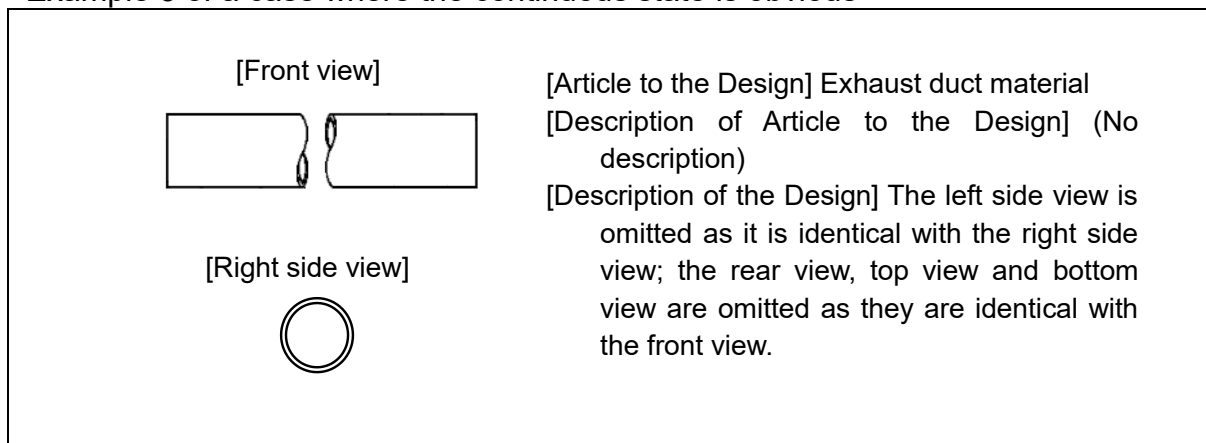 Example 3 of a case where the continuous state is obvious
[Front view]
[Right side view]
[Article to the Design] Exhaust duct material
[Description of Article to the Design] (No
description)
[Description of the Design] The left side view is
omitted as it is identical with the right side
view; the rear view, top view and bottom
view are omitted as they are identical with
the front view.